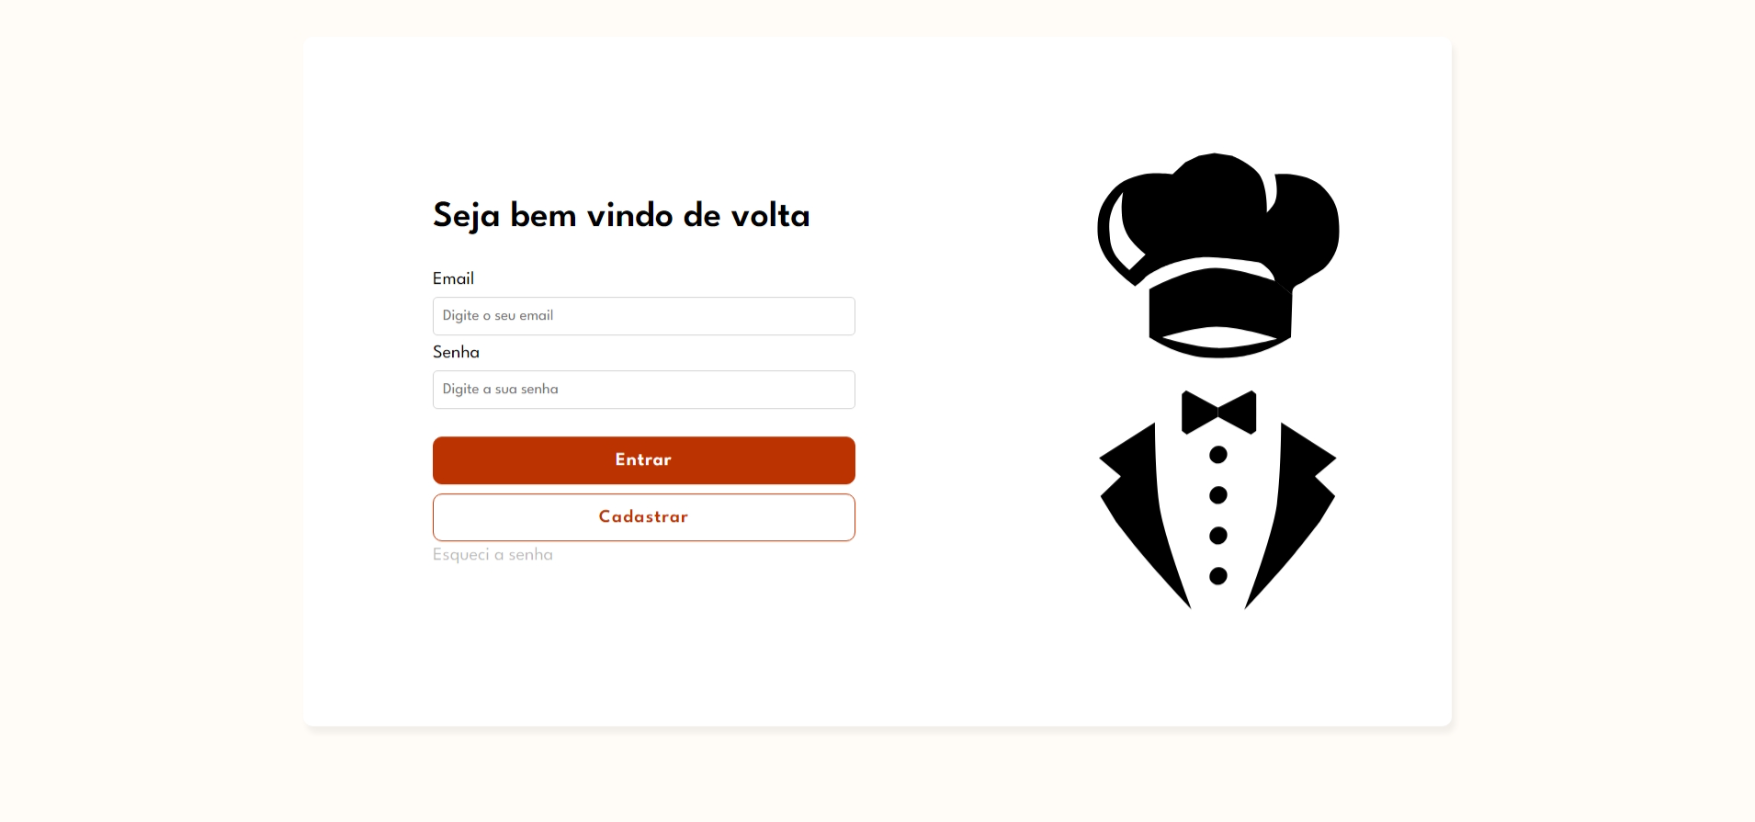 Seja bem vindo de volta
Email
Digite o seu email
Senha
Digite a sua senha
Entrar
Cadastrar
Esqueci a senha